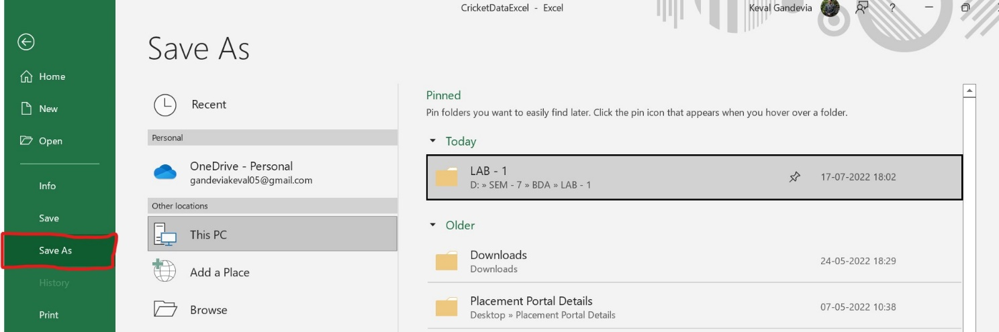 CricketDataExcel - Excel
Keval Gandevia
?
Save As
Home
New
Open
Info
Save
Save As
History
Print
Recent
Personal
OneDrive - Personal
gandeviakeval05@gmail.com
Other locations
This PC
Add a Place
Browse
Pinned
Pin folders you want to easily find later. Click the pin icon that appears when you hover over a folder.
Today
LAB - 1
17-07-2022 18:02
D: » SEM - 7 » BDA » LAB - 1
Older
Downloads
24-05-2022 18:29
Downloads
Placement Portal Details
07-05-2022 10:38
Desktop » Placement Portal Details